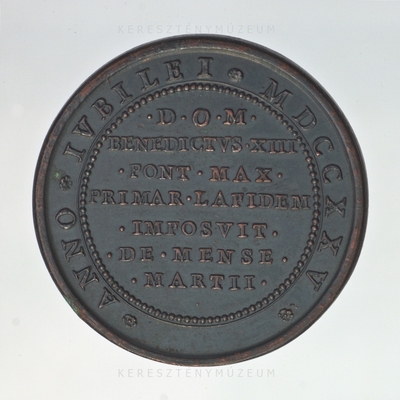 KERESZTÉNYMÚZEUM
ANNO IVBILEI MDCCXXV
·D·O·M·
BENEDICTVS·XIII
PONT·MAX·
PRIMAR·LAPIDEM
·IMPOSVIT·
·DE·MENSE·
·MARTII·
KERESZTÉNYMÚZEUM